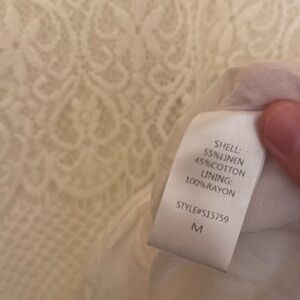 SHELL:
55%LINEN
45%COTTON
LINING:
100%RAYON
STYLE#S15759
M